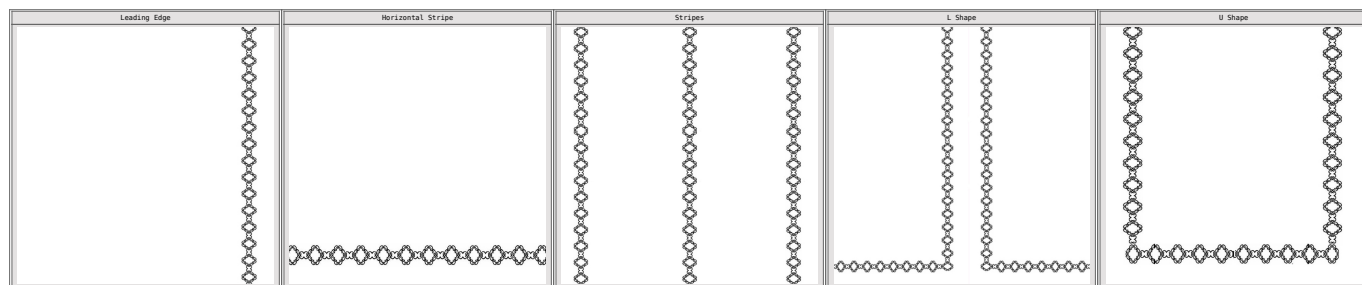 Leading Edge
Horizontal Stripe
Stripes
L Shape
U Shape